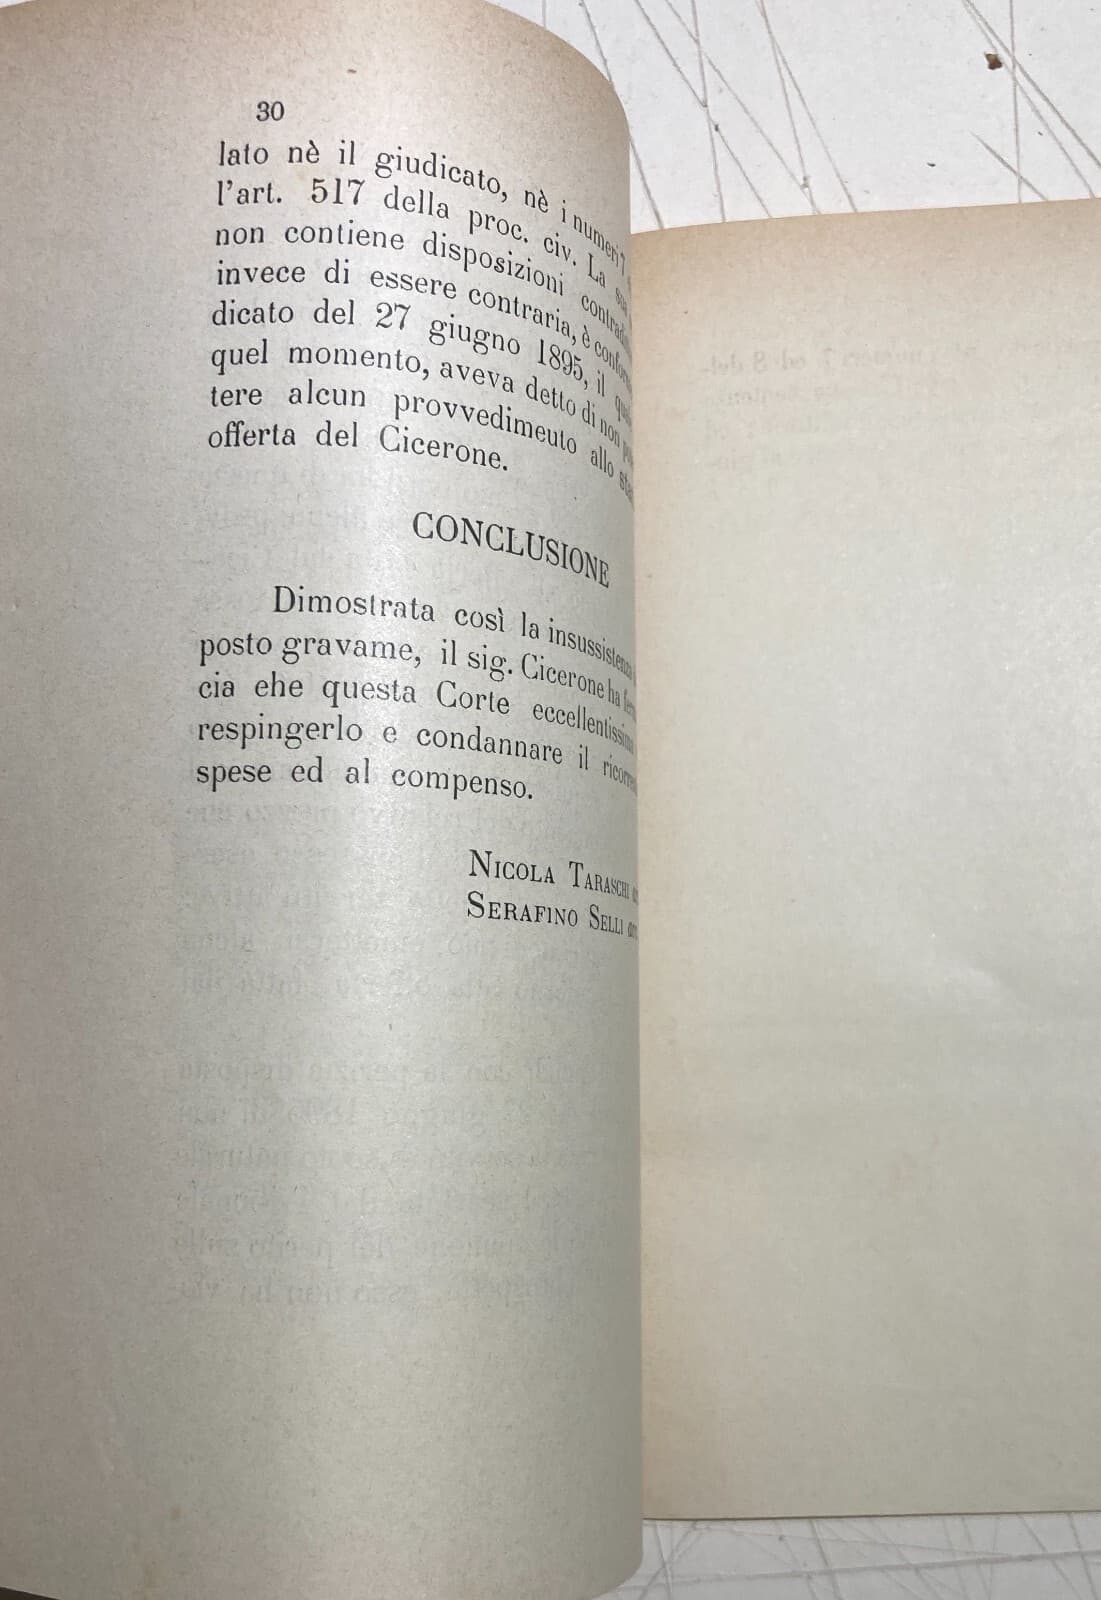 30
lato nè il giudicato, nè i numeri 7
l'art. 517 della proc. civ. La sua
non contiene disposizioni
invece di essere contraria, è
dicato del 27 giugno 1895, il
quel momento, aveva detto di non
tere alcun provvedimeuto allo
offerta del Cicerone.
CONCLUSIONE
Dimostrata così la insussistenza
posto gravame, il sig. Cicerone ha
cia ehe questa Corte eccellentissima
respingerlo e condannare il
spese ed al compenso.
NICOLA TARASCHI
SERAFINO SELLI